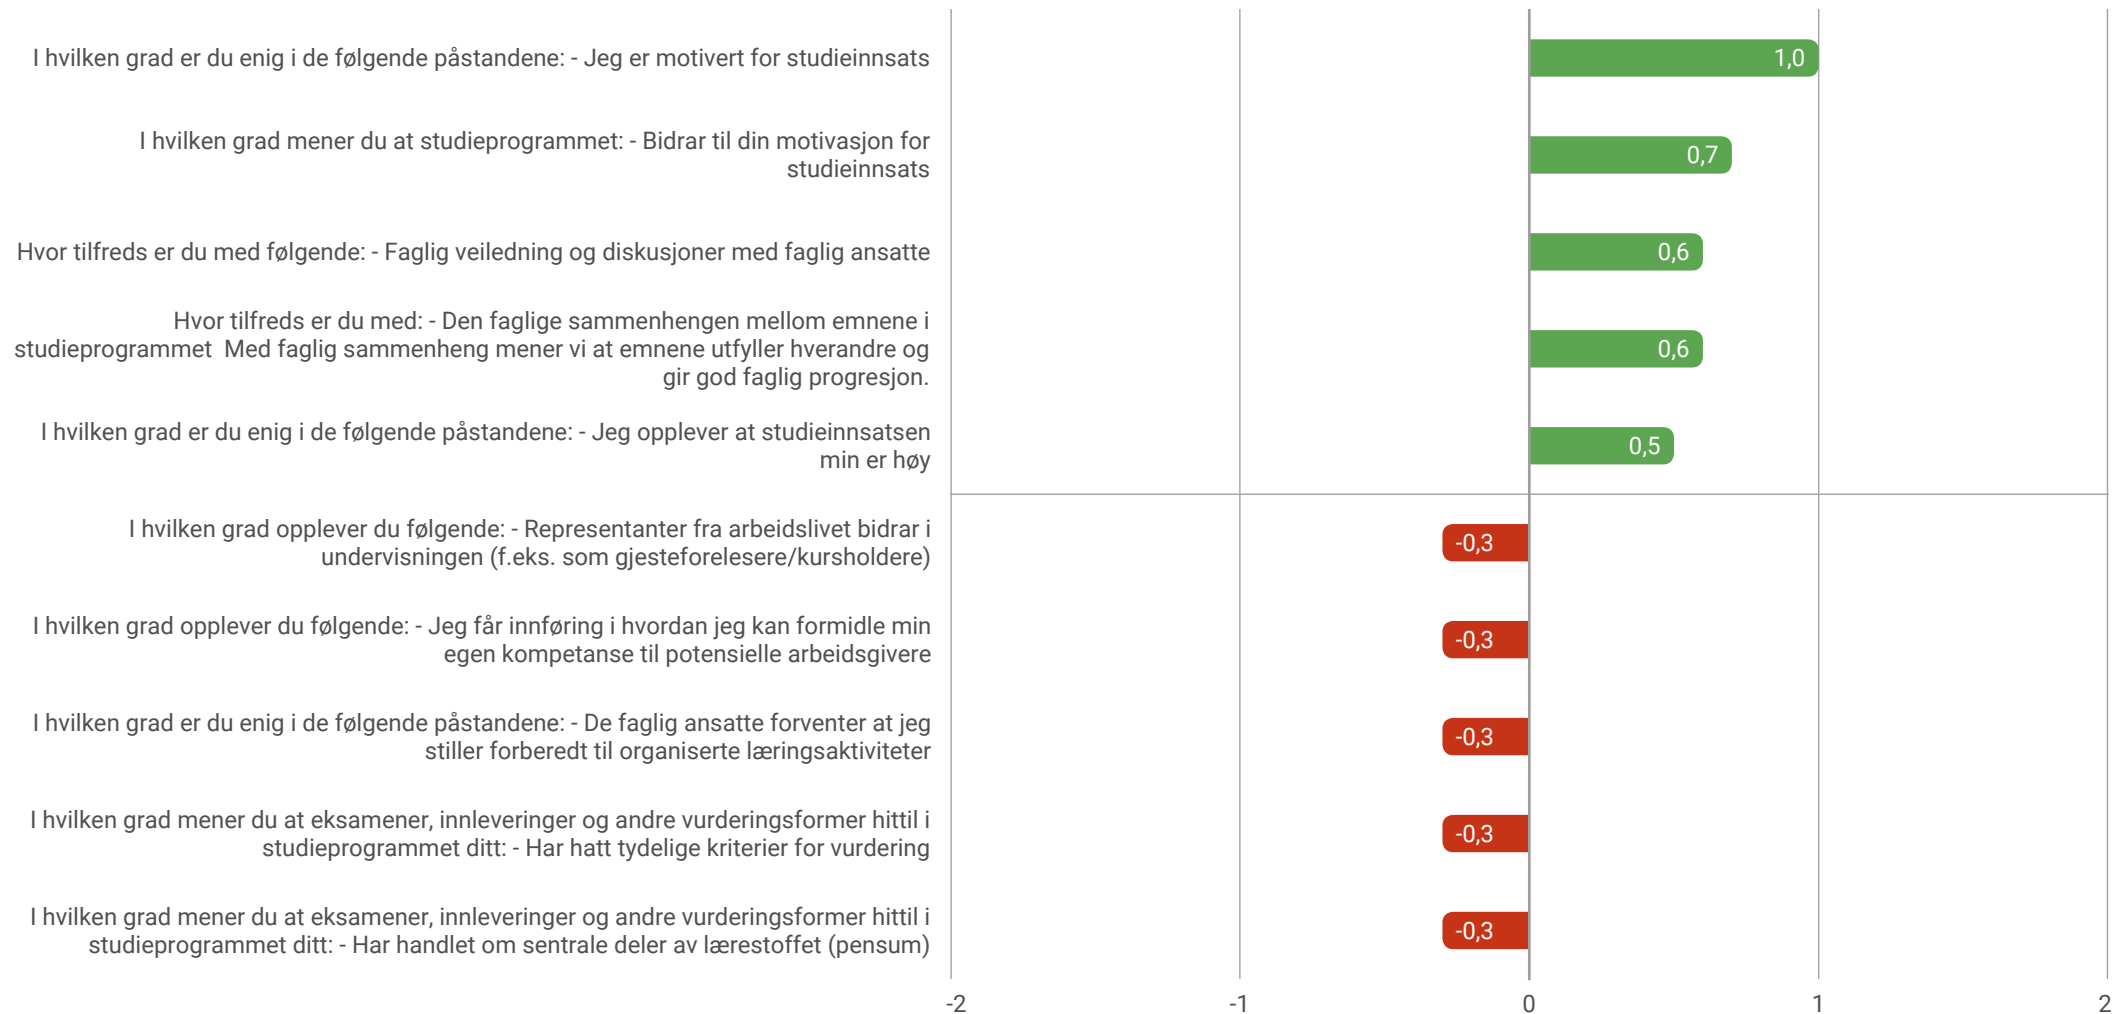 I hvilken grad er du enig i de følgende påstandene: - Jeg er motivert for studieinnsats
1,0
I hvilken grad mener du at studieprogrammet: - Bidrar til din motivasjon for
studieinnsats
0,7
Hvor tilfreds er du med følgende: - Faglig veiledning og diskusjoner med faglig ansatte
0,6
Hvor tilfreds er du med: - Den faglige sammenhengen mellom emnene i
studieprogrammet  Med faglig sammenheng mener vi at emnene utfyller hverandre og
gir god faglig progresjon.
0,6
I hvilken grad er du enig i de følgende påstandene: - Jeg opplever at studieinnsatsen
min er høy
0,5
I hvilken grad opplever du følgende: - Representanter fra arbeidslivet bidrar i
undervisningen (f.eks. som gjesteforelesere/kursholdere)
-0,3
I hvilken grad opplever du følgende: - Jeg får innføring i hvordan jeg kan formidle min
egen kompetanse til potensielle arbeidsgivere
-0,3
I hvilken grad er du enig i de følgende påstandene: - De faglig ansatte forventer at jeg
stiller forberedt til organiserte læringsaktiviteter
-0,3
I hvilken grad mener du at eksamener, innleveringer og andre vurderingsformer hittil i
studieprogrammet ditt: - Har hatt tydelige kriterier for vurdering
-0,3
I hvilken grad mener du at eksamener, innleveringer og andre vurderingsformer hittil i
studieprogrammet ditt: - Har handlet om sentrale deler av lærestoffet (pensum)
-0,3
-2 -1 0 1 2